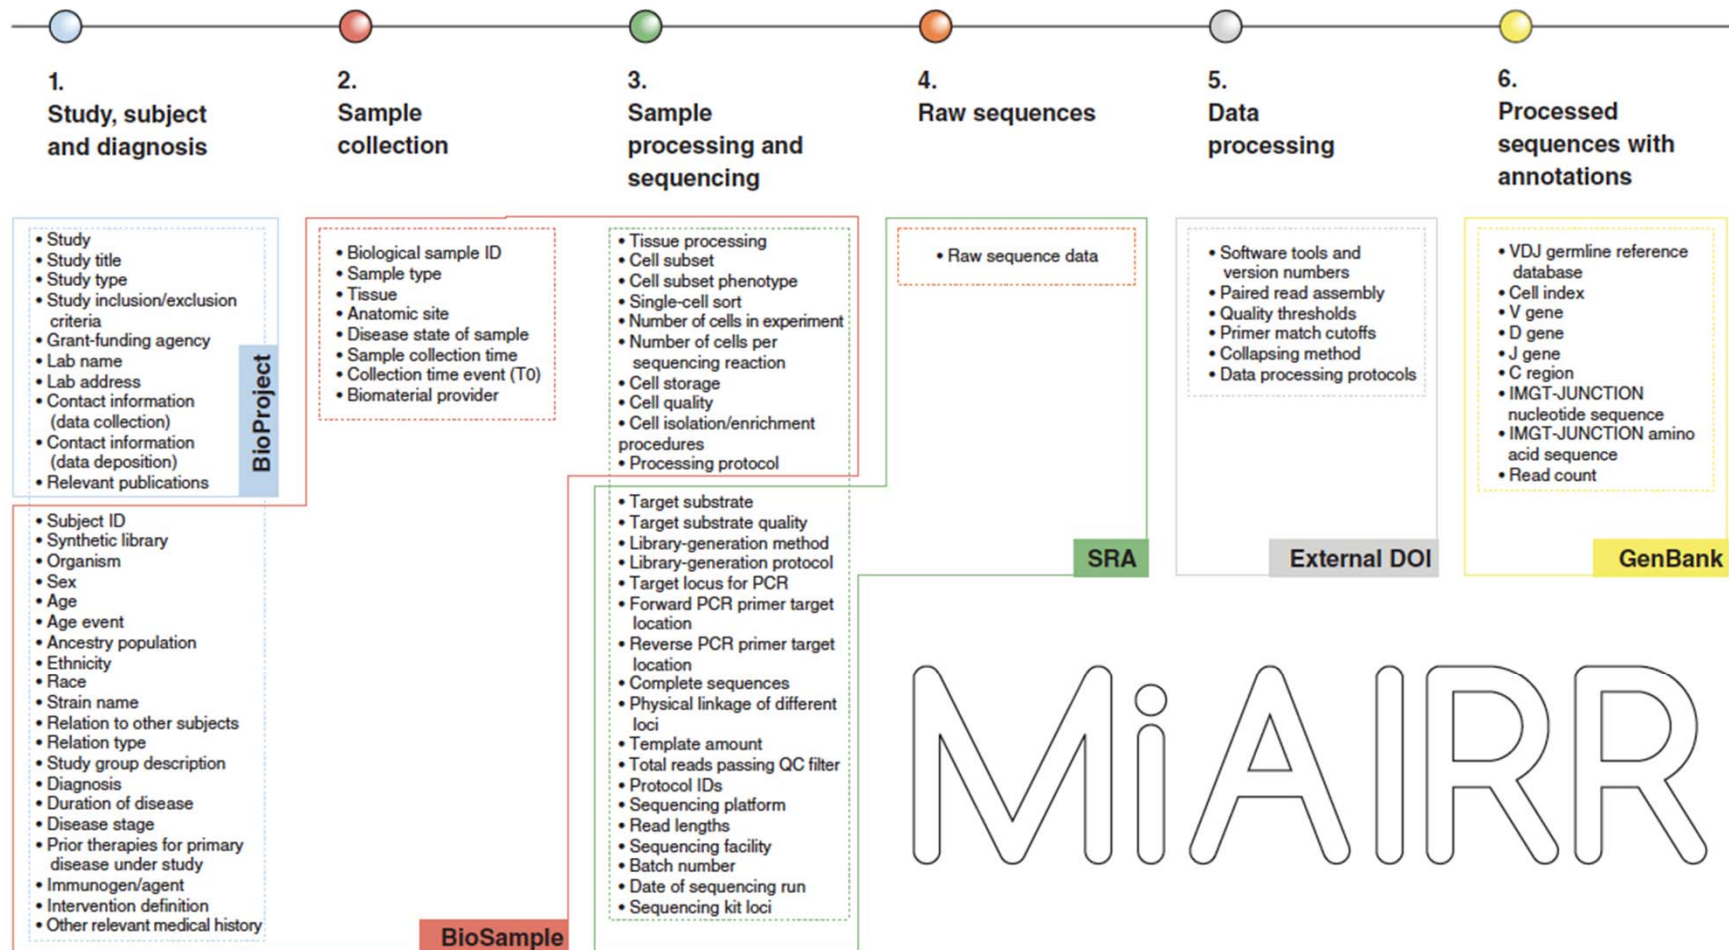 1.
Study, subject
and diagnosis
2.
Sample
collection
3.
Sample
processing and
sequencing
4.
Raw sequences
5.
Data
processing
6.
Processed
sequences with
annotations
• Study
• Study title
• Study type
• Study inclusion/exclusion
criteria
• Grant-funding agency
• Lab name
• Lab address
• Contact information
(data collection)
• Contact information
(data deposition)
• Relevant publications
BioProject
• Subject ID
• Synthetic library
• Organism
• Sex
• Age
• Age event
• Ancestry population
• Ethnicity
• Race
• Strain name
• Relation to other subjects
• Relation type
• Study group description
• Diagnosis
• Duration of disease
• Disease stage
• Prior therapies for primary
disease under study
• Immunogen/agent
• Intervention definition
• Other relevant medical history
• Biological sample ID
• Sample type
• Tissue
• Anatomic site
• Disease state of sample
• Sample collection time
• Collection time event (T0)
• Biomaterial provider
BioSample
• Tissue processing
• Cell subset
• Cell subset phenotype
• Single-cell sort
• Number of cells in experiment
• Number of cells per
sequencing reaction
• Cell storage
• Cell quality
• Cell isolation/enrichment
procedures
• Processing protocol
• Target substrate
• Target substrate quality
• Library-generation method
• Library-generation protocol
• Target locus for PCR
• Forward PCR primer target
location
• Reverse PCR primer target
location
• Complete sequences
• Physical linkage of different
loci
• Template amount
• Total reads passing QC filter
• Protocol IDs
• Sequencing platform
• Read lengths
• Sequencing facility
• Batch number
• Date of sequencing run
• Sequencing kit loci
• Raw sequence data
SRA
• Software tools and
version numbers
• Paired read assembly
• Quality thresholds
• Primer match cutoffs
• Collapsing method
• Data processing protocols
External DOI
• VDJ germline reference
database
• Cell index
• V gene
• D gene
• J gene
• C region
• IMGT-JUNCTION
nucleotide sequence
• IMGT-JUNCTION amino
acid sequence
• Read count
GenBank
MiAIRR